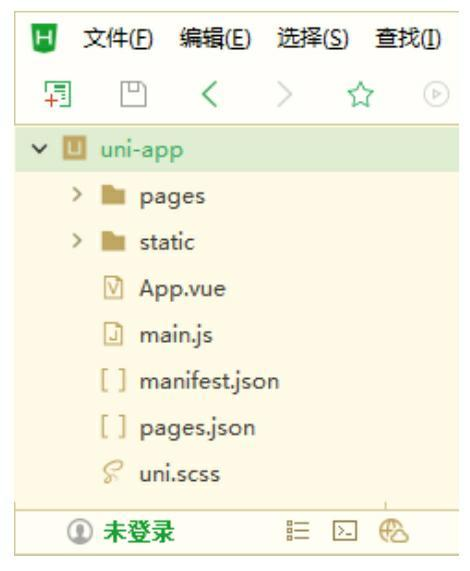 文件(F) 编辑(E) 选择(S) 查找(I)
uni-app
pages
static
App.vue
main.js
manifest.json
pages.json
uni.scss
未登录